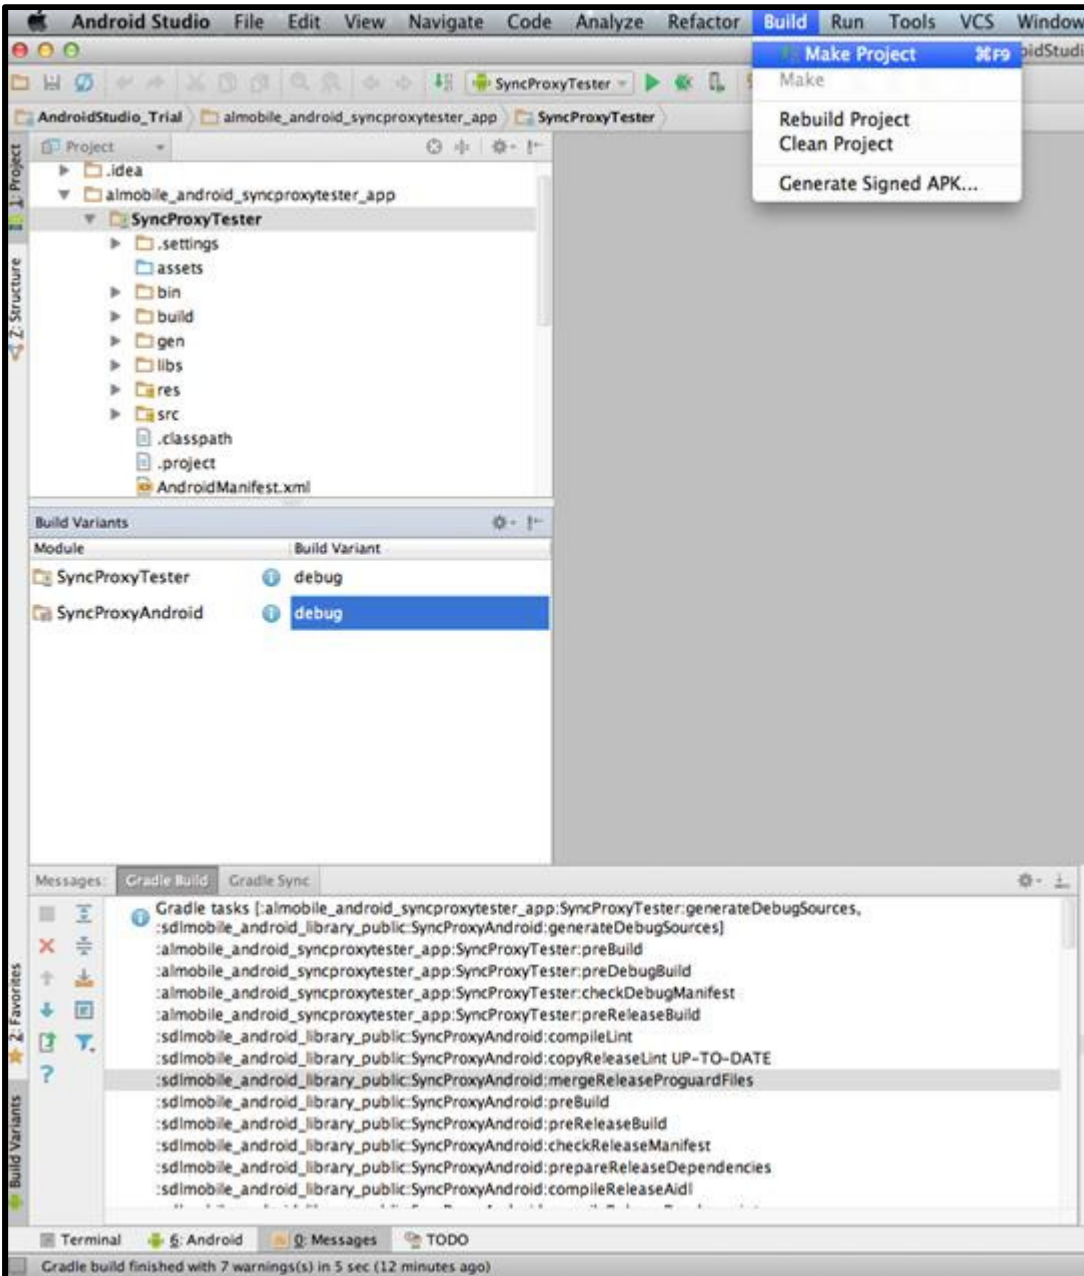 Android Studio File Edit View Navigate Code Analyze Refactor Build Run Tools VCS Window
Make Project ⌘F9
oidStudi
Make
Rebuild Project
Clean Project
Generate Signed APK...
SyncProxyTester
AndroidStudio_Trial almobile_android_syncproxytester_app SyncProxyTester
1: Project
Z: Structure
2: Favorites
Build Variants
Project
.idea
almobile_android_syncproxytester_app
SyncProxyTester
.settings
assets
bin
build
gen
libs
res
src
.classpath
.project
AndroidManifest.xml
Build Variants
Module Build Variant
SyncProxyTester debug
SyncProxyAndroid debug
Messages: Gradle Build Gradle Sync
Gradle tasks [:almobile_android_syncproxytester_app:SyncProxyTester:generateDebugSources,
:sdlmobile_android_library_public:SyncProxyAndroid:generateDebugSources]
:almobile_android_syncproxytester_app:SyncProxyTester:preBuild
:almobile_android_syncproxytester_app:SyncProxyTester:preDebugBuild
:almobile_android_syncproxytester_app:SyncProxyTester:checkDebugManifest
:almobile_android_syncproxytester_app:SyncProxyTester:preReleaseBuild
:sdlmobile_android_library_public:SyncProxyAndroid:compileLint
:sdlmobile_android_library_public:SyncProxyAndroid:copyReleaseLint UP-TO-DATE
:sdlmobile_android_library_public:SyncProxyAndroid:mergeReleaseProguardFiles
:sdlmobile_android_library_public:SyncProxyAndroid:preBuild
:sdlmobile_android_library_public:SyncProxyAndroid:preReleaseBuild
:sdlmobile_android_library_public:SyncProxyAndroid:checkReleaseManifest
:sdlmobile_android_library_public:SyncProxyAndroid:prepareReleaseDependencies
:sdlmobile_android_library_public:SyncProxyAndroid:compileReleaseAidl
Terminal 6: Android 0: Messages TODO
Gradle build finished with 7 warnings(s) in 5 sec (12 minutes ago)